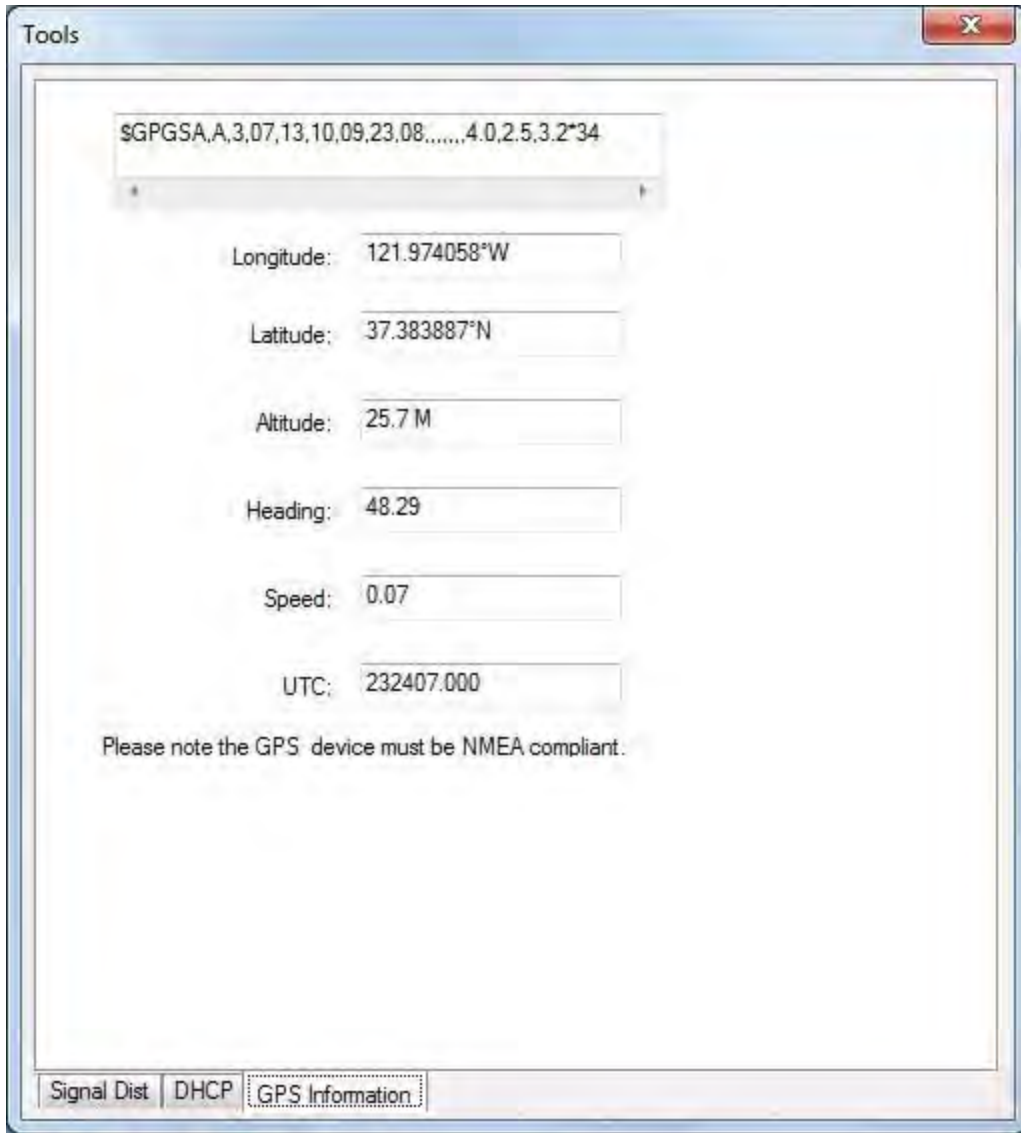 Tools
$GPGSA,A,3,07,13,10,09,23,08,,,,,,,4.0,2.5,3.2*34
Longitude: 121.974058°W
Latitude: 37.383887°N
Altitude: 25.7 M
Heading: 48.29
Speed: 0.07
UTC: 232407.000
Please note the GPS device must be NMEA compliant.
Signal Dist DHCP GPS Information